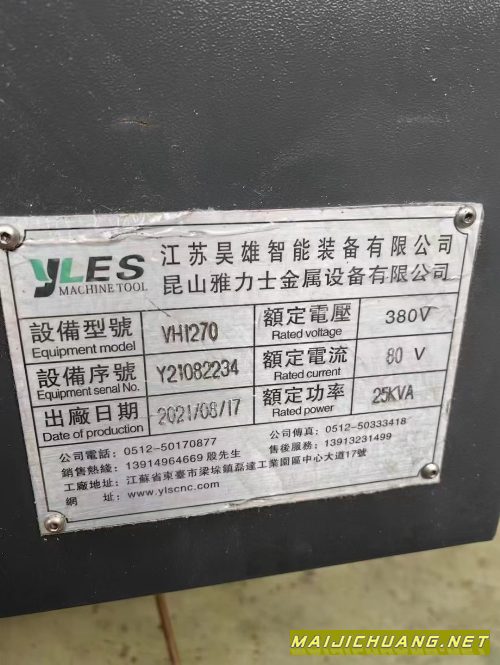 YLES
MACHINE TOOL
江苏昊雄智能装备有限公司
昆山雅力士金属设备有限公司
設備型號 VH1270 額定電壓 380V
Equipment model Rated voltage
設備序號 Y21082234 額定電流 80 V
Equipment serial No. Rated current
出廠日期 2021/08/17 額定功率 25KVA
Date of production Rated power
公司電話：0512-50170877 公司傳真：0512-50333418
銷售熱綫：13914964669 殷先生 售後服務：13913231499
工廠地址：江蘇省東臺市梁垛鎮磊達工業園區中心大道17號
網 址：www.ylscnc.com
MAIJICHUANG.NET